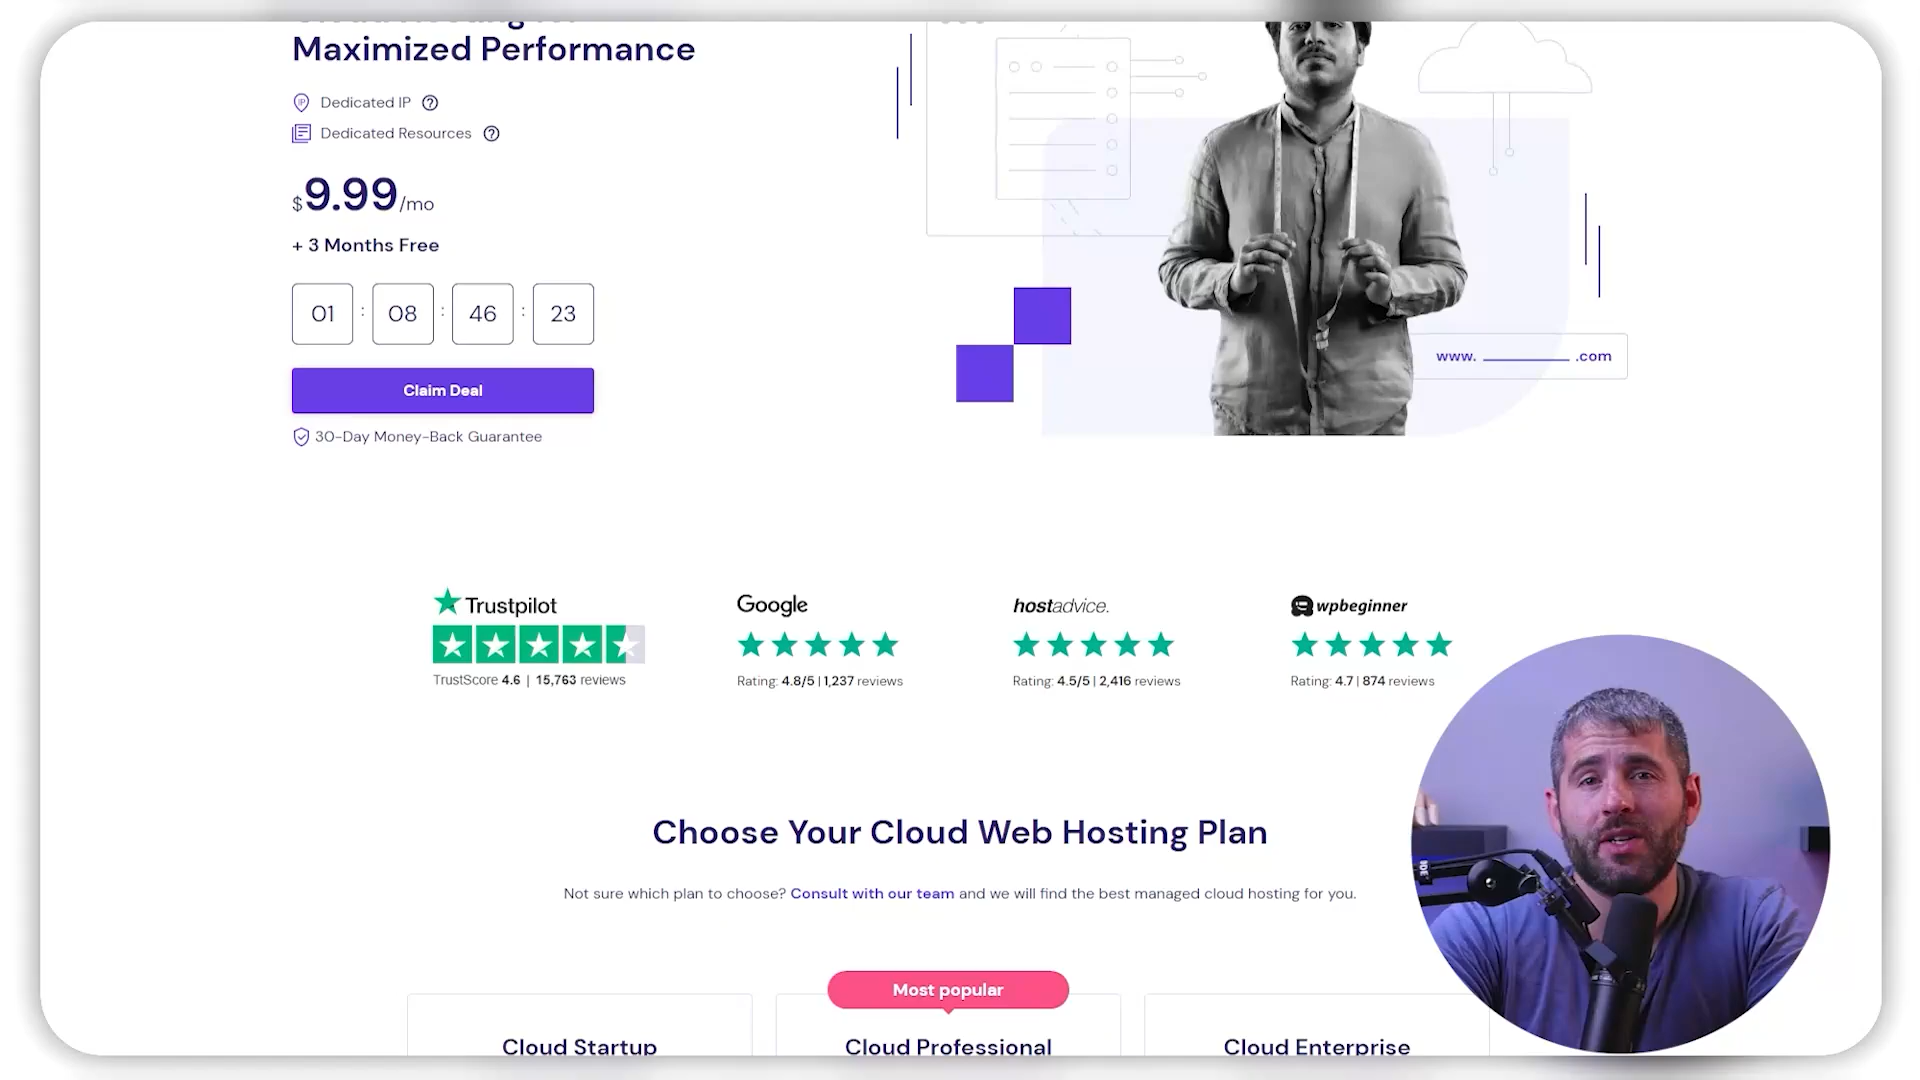 Maximized Performance
Dedicated IP
Dedicated Resources
$9.99/mo
+ 3 Months Free
01 : 08 : 46 : 23
Claim Deal
30-Day Money-Back Guarantee
www. ________ .com
Trustpilot
TrustScore 4.6 | 15,763 reviews
Google
Rating: 4.8/5 | 1,237 reviews
hostadvice.
Rating: 4.5/5 | 2,416 reviews
wpbeginner
Rating: 4.7 | 874 reviews
Choose Your Cloud Web Hosting Plan
Not sure which plan to choose? Consult with our team and we will find the best managed cloud hosting for you.
Most popular
Cloud Startup
Cloud Professional
Cloud Enterprise